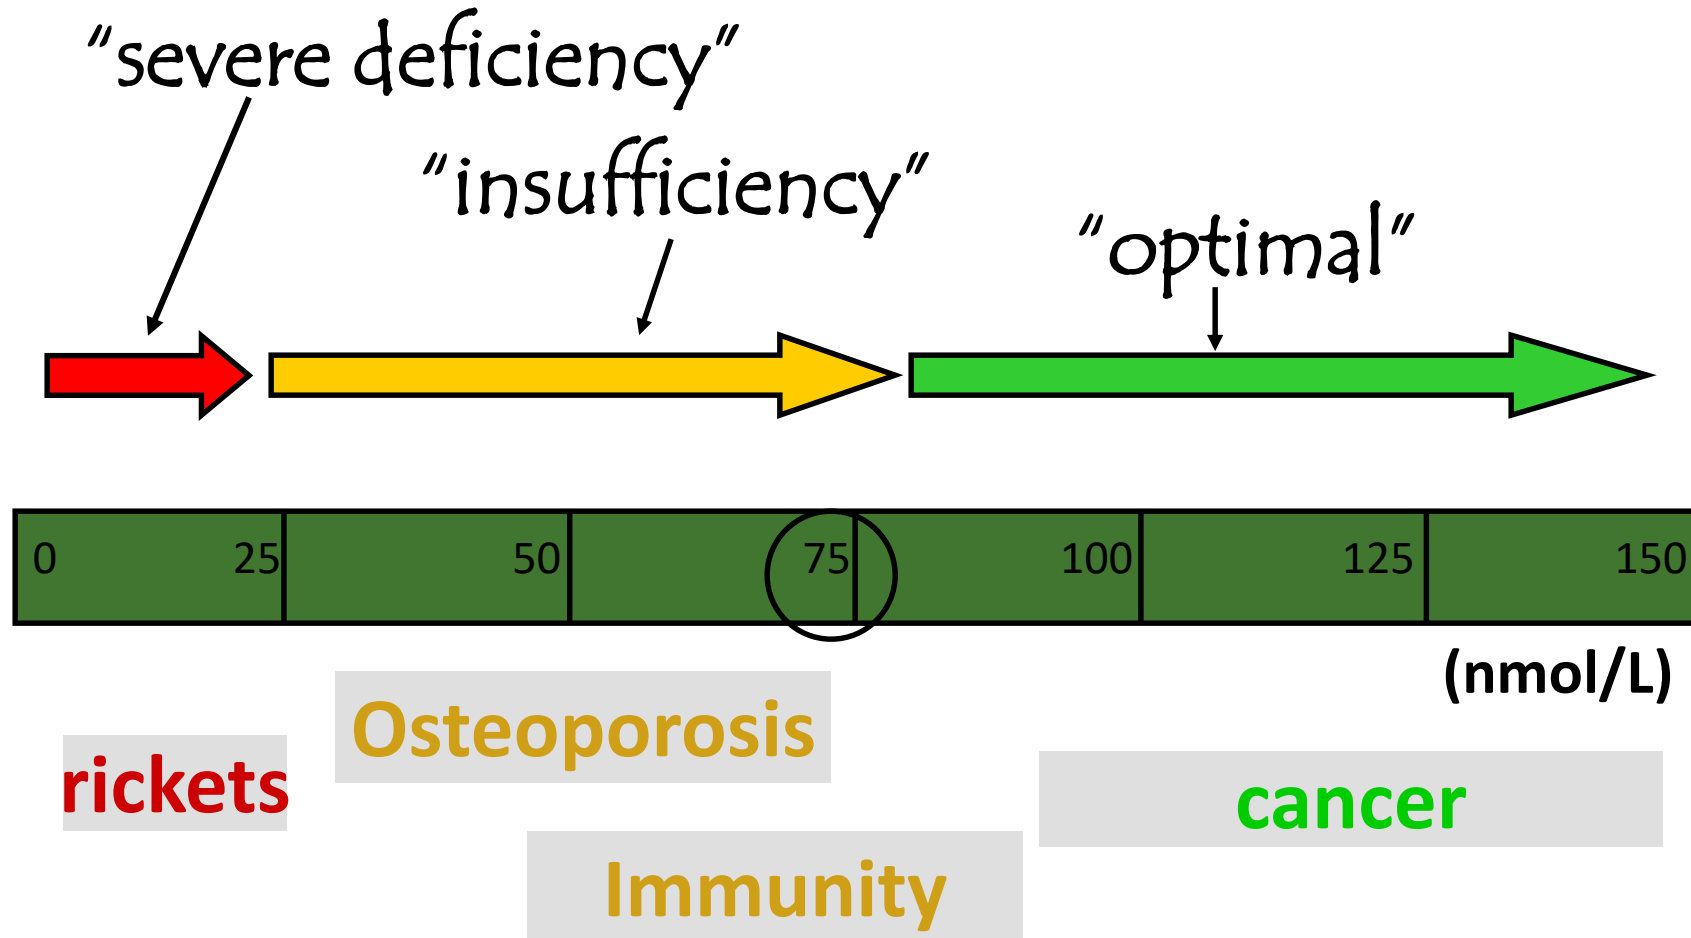 "severe deficiency"
"insufficiency"
"optimal"
0 25 50 75 100 125 150
(nmol/L)
Osteoporosis
rickets
cancer
Immunity